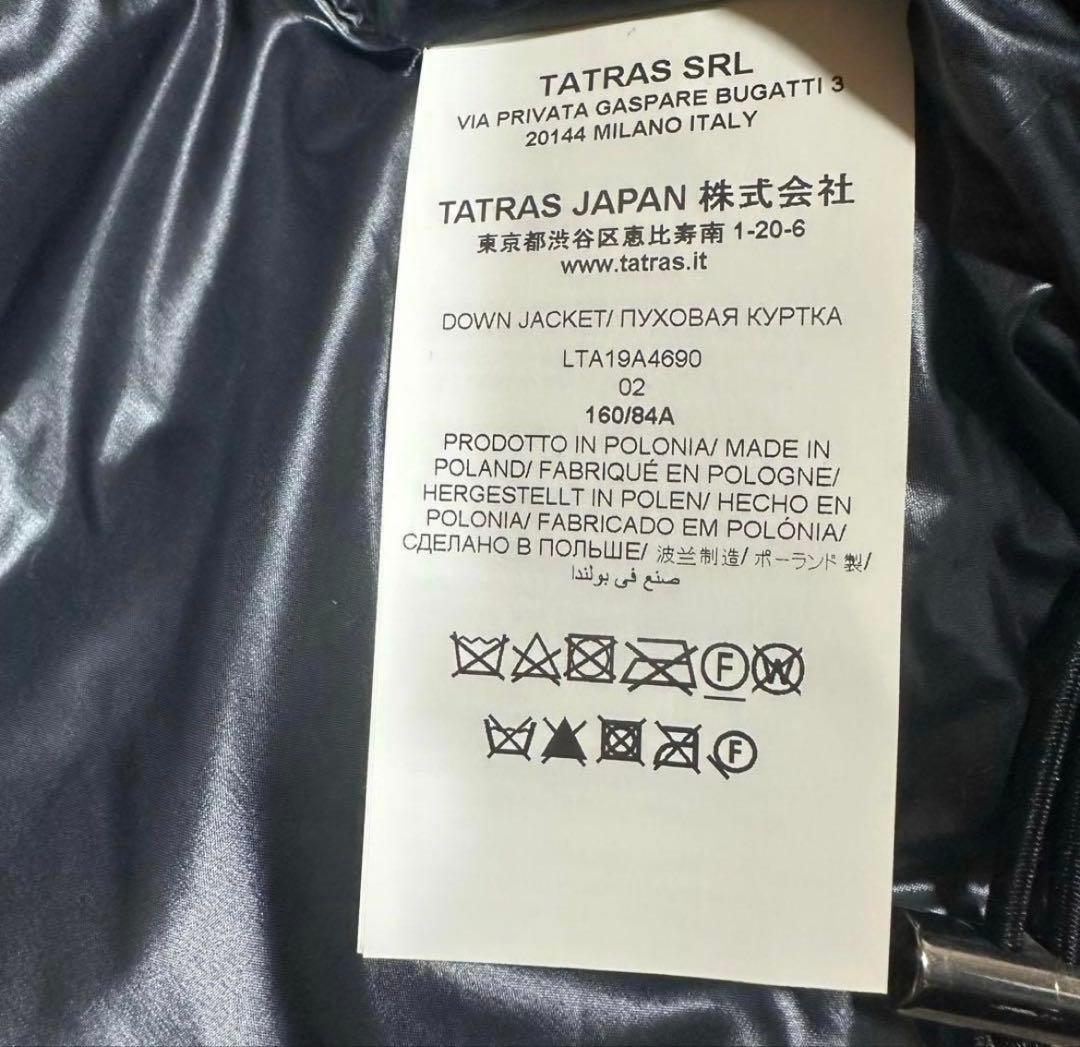 TATRAS SRL
VIA PRIVATA GASPARE BUGATTI 3
20144 MILANO ITALY
TATRAS JAPAN 株式会社
東京都渋谷区恵比寿南 1-20-6
www.tatras.it
DOWN JACKET/ ПУХОВАЯ КУРТКА
LTA19A4690
02
160/84A
PRODOTTO IN POLONIA/ MADE IN
POLAND/ FABRIQUÉ EN POLOGNE/
HERGESTELLT IN POLEN/ HECHO EN
POLONIA/ FABRICADO EM POLÓNIA/
СДЕЛАНО В ПОЛЬШЕ/ 波兰制造/ ポーランド 製/
صنع في بولندا
F W
F